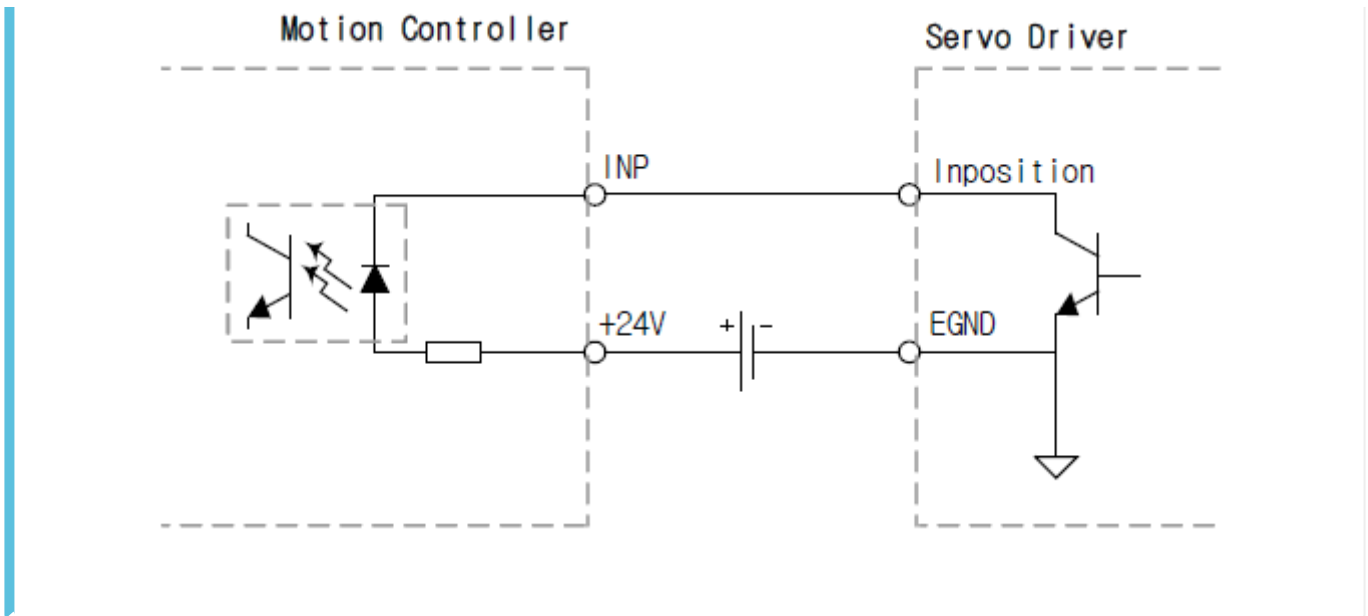 Motion Controller
Servo Driver
INP
Inposition
+24V
+
-
EGND